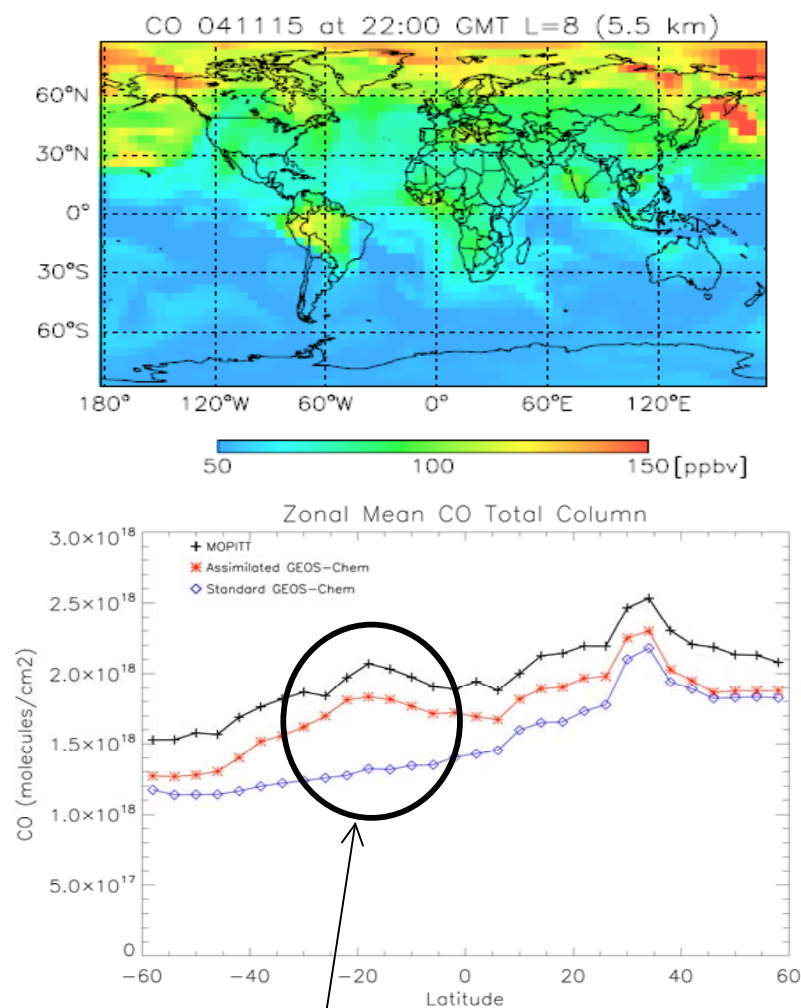 CO 041115 at 22:00 GMT L=8 (5.5 km)
60°N
30°N
0°
30°S
60°S
180° 120°W 60°W 0° 60°E 120°E
50 100 150 [ppbv]
Zonal Mean CO Total Column
3.0×10¹⁸
MOPITT
Assimilated GEOS-Chem
Standard GEOS-Chem
2.5×10¹⁸
2.0×10¹⁸
1.5×10¹⁸
1.0×10¹⁸
5.0×10¹⁷
0
CO (molecules/cm2)
-60 -40 -20 0 20 40 60
Latitude